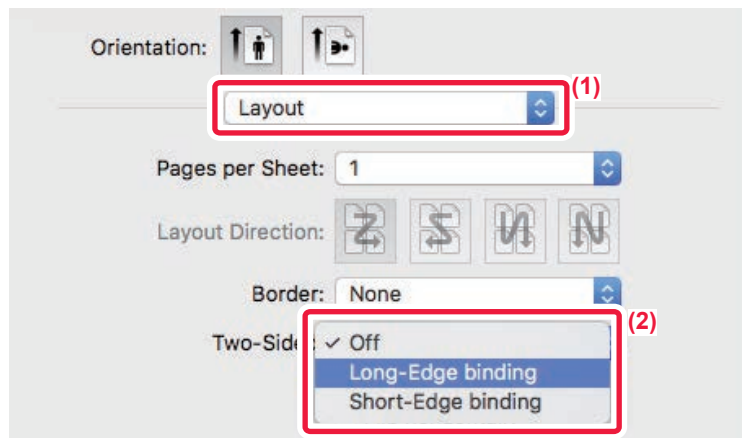 Orientation:
(1)
Layout
Pages per Sheet: 1
Layout Direction:
Border: None
(2)
Two-Side : ✓ Off
Long-Edge binding
Short-Edge binding